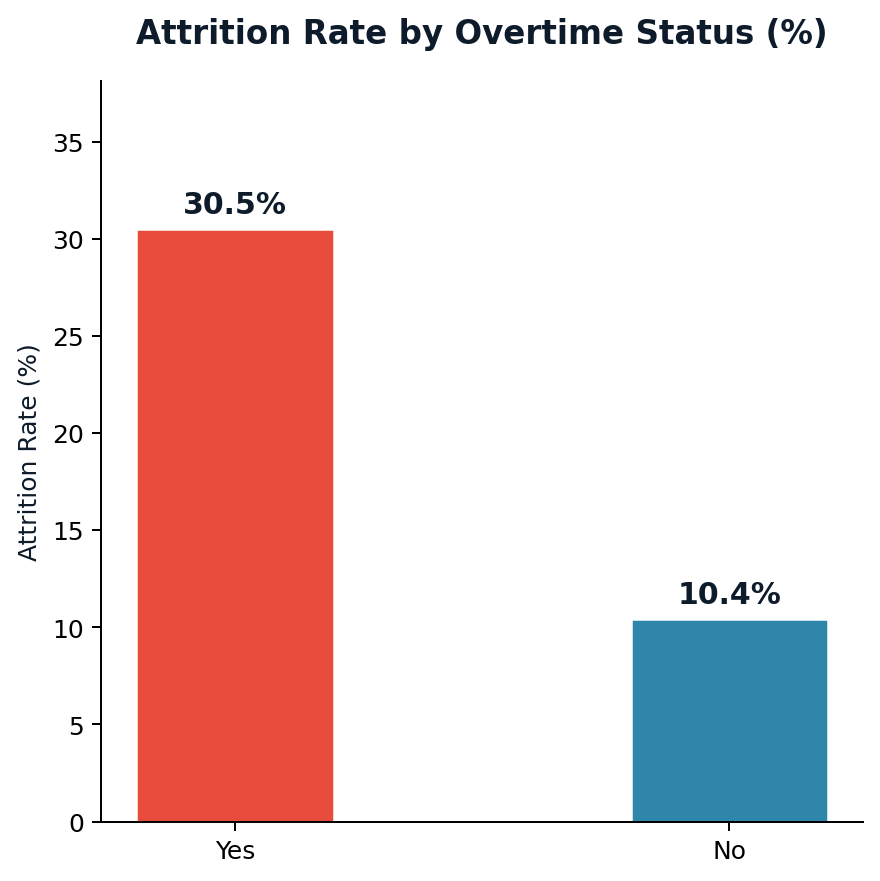 Attrition Rate by Overtime Status (%)
Attrition Rate (%)
35
30
25
20
15
10
5
0
30.5%
10.4%
Yes
No